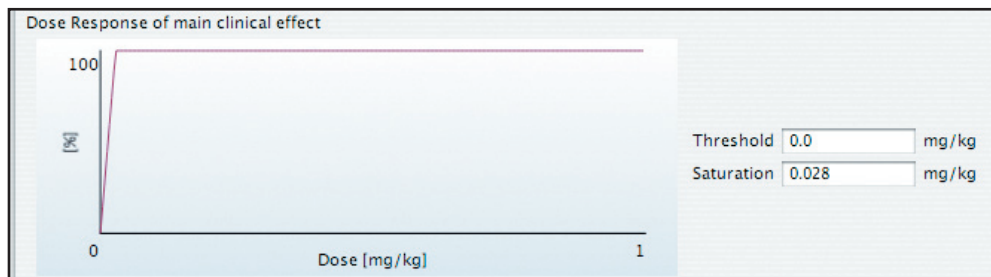 Dose Response of main clinical effect
100
[%]
0
Dose [mg/kg]
1
Threshold 0.0 mg/kg
Saturation 0.028 mg/kg